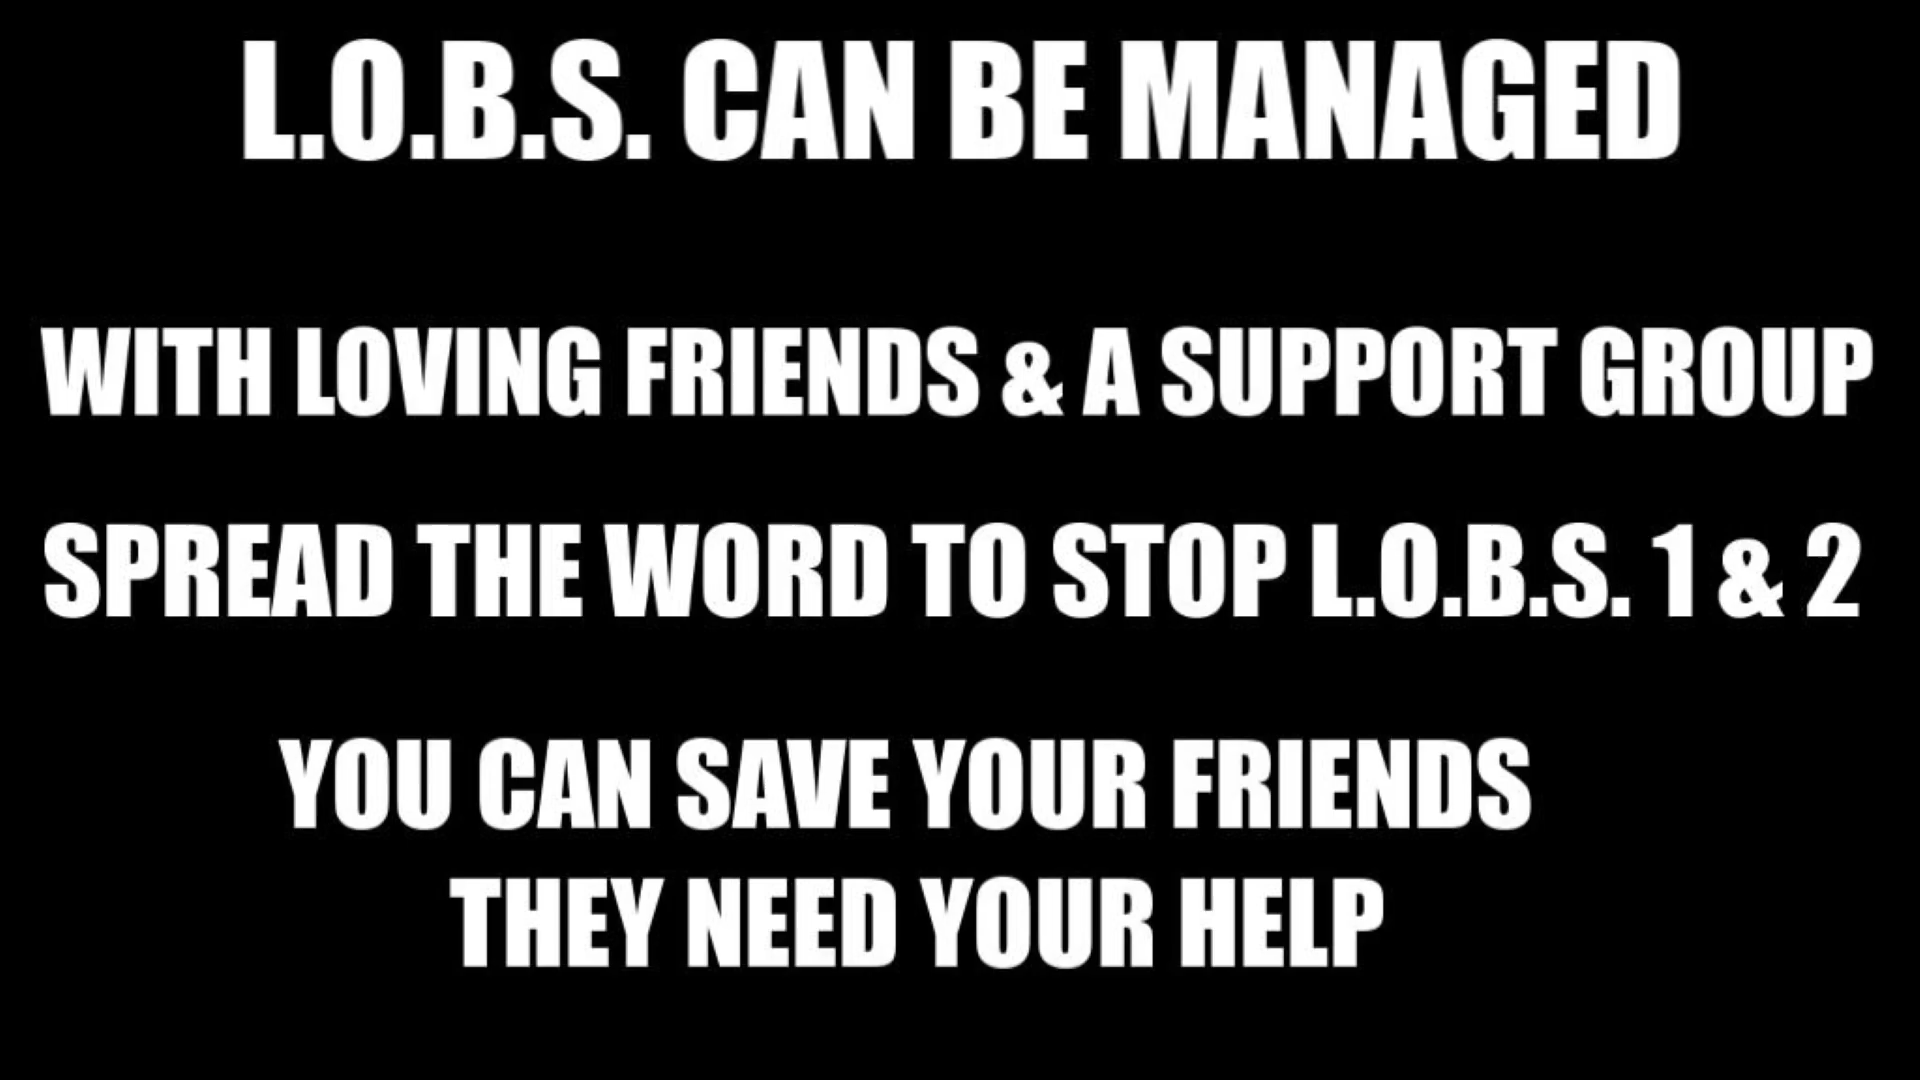 L.O.B.S. CAN BE MANAGED
WITH LOVING FRIENDS & A SUPPORT GROUP
SPREAD THE WORD TO STOP L.O.B.S. 1 & 2
YOU CAN SAVE YOUR FRIENDS
THEY NEED YOUR HELP